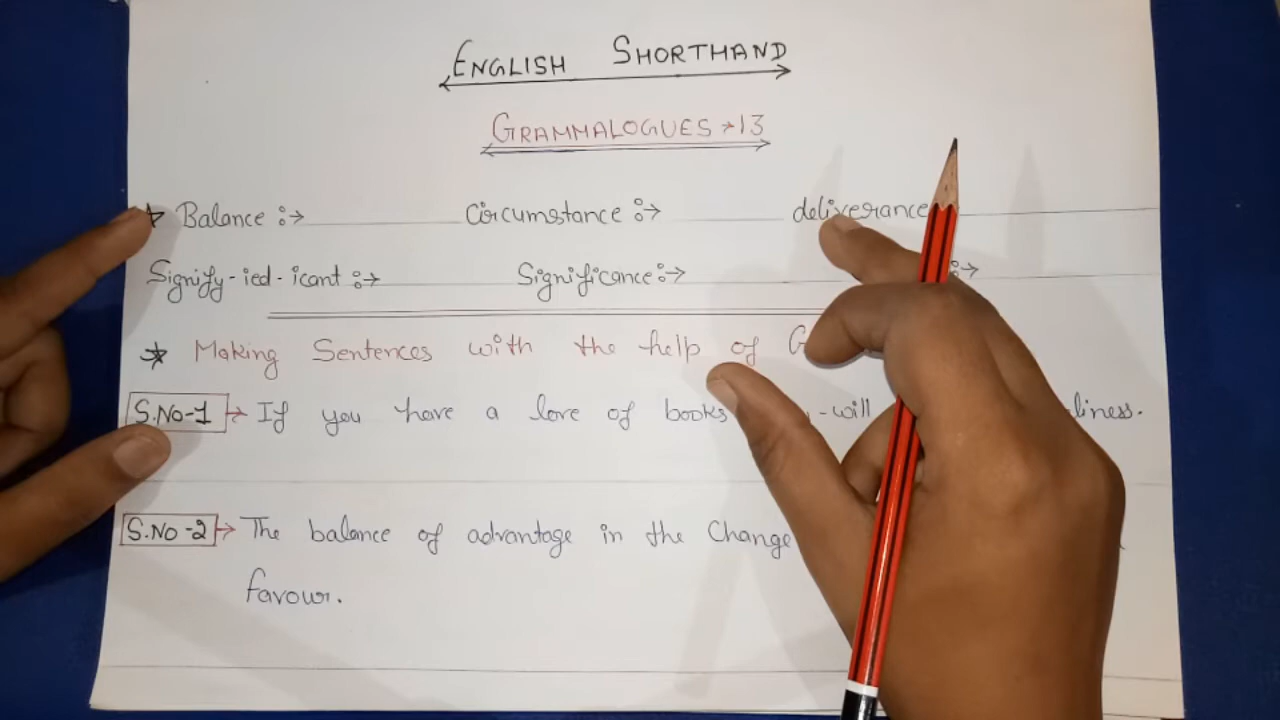 ENGLISH SHORTHAND
GRAMMALOGUES → 13
★ Balance :→ Circumstance :→ deliverance
Signify-ied-icant :→ Significance :→ :→
★ Making Sentences with the help of G
S.No-1 → If you have a love of books -will liness.
S.No-2 → The balance of advantage in the Change
favour.